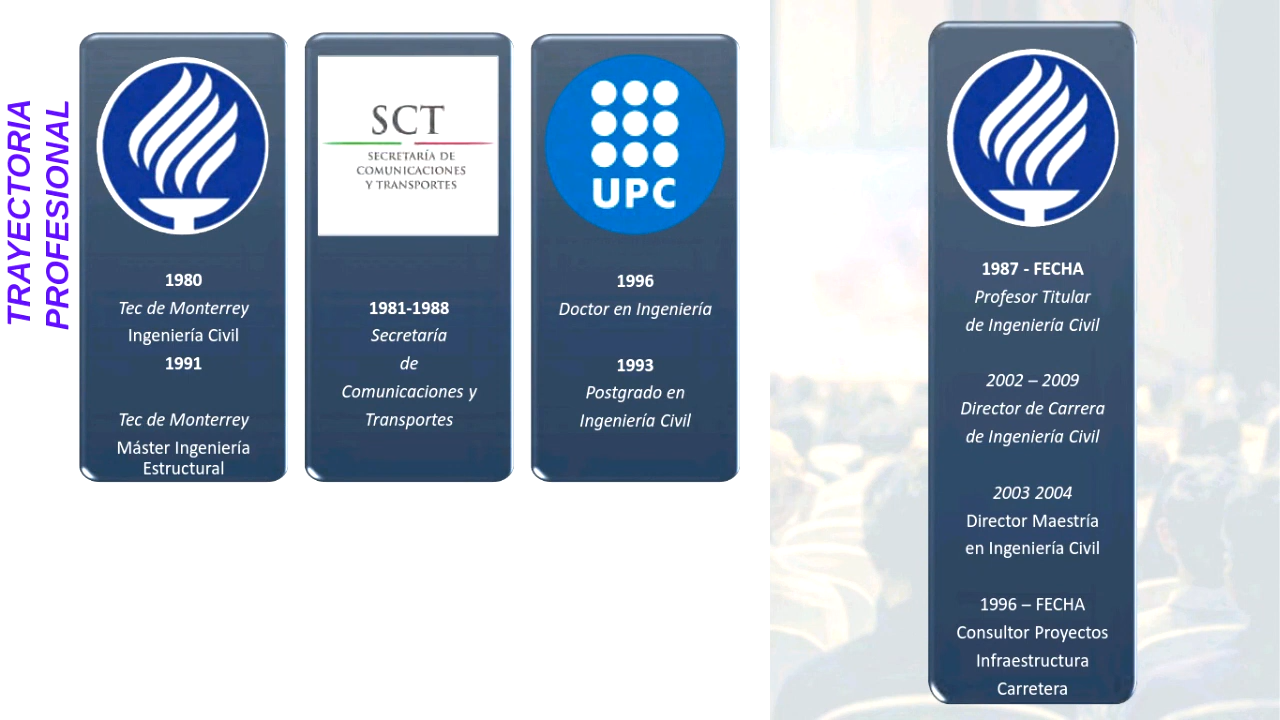 TRAYECTORIA
PROFESIONAL
1980
Tec de Monterrey
Ingeniería Civil
1991
Tec de Monterrey
Máster Ingeniería
Estructural
SCT
SECRETARÍA DE
COMUNICACIONES
Y TRANSPORTES
1981-1988
Secretaría
de
Comunicaciones y
Transportes
UPC
1996
Doctor en Ingeniería
1993
Postgrado en
Ingeniería Civil
1987 - FECHA
Profesor Titular
de Ingeniería Civil
2002 – 2009
Director de Carrera
de Ingeniería Civil
2003 2004
Director Maestría
en Ingeniería Civil
1996 – FECHA
Consultor Proyectos
Infraestructura
Carretera